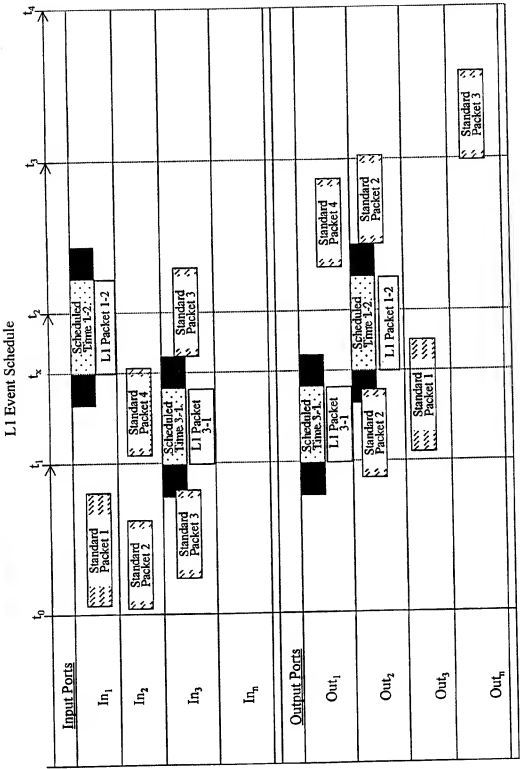 L1 Event Schedule
t0 t1 tx t2 t3 t4
Input Ports
In1
Standard
Packet 1
Scheduled
Time 1-2
L1 Packet 1-2
In2
Standard
Packet 2
Standard
Packet 4
In3
Standard
Packet 3
Scheduled
Time 3-1
L1 Packet
3-1
Standard
Packet 3
Inn
Output Ports
Out1
Scheduled
Time 3-1
L1 Packet
3-1
Standard
Packet 4
Out2
Standard
Packet 2
Scheduled
Time 1-2
L1 Packet 1-2
Standard
Packet 2
Out3
Standard
Packet 1
Outn
Standard
Packet 3